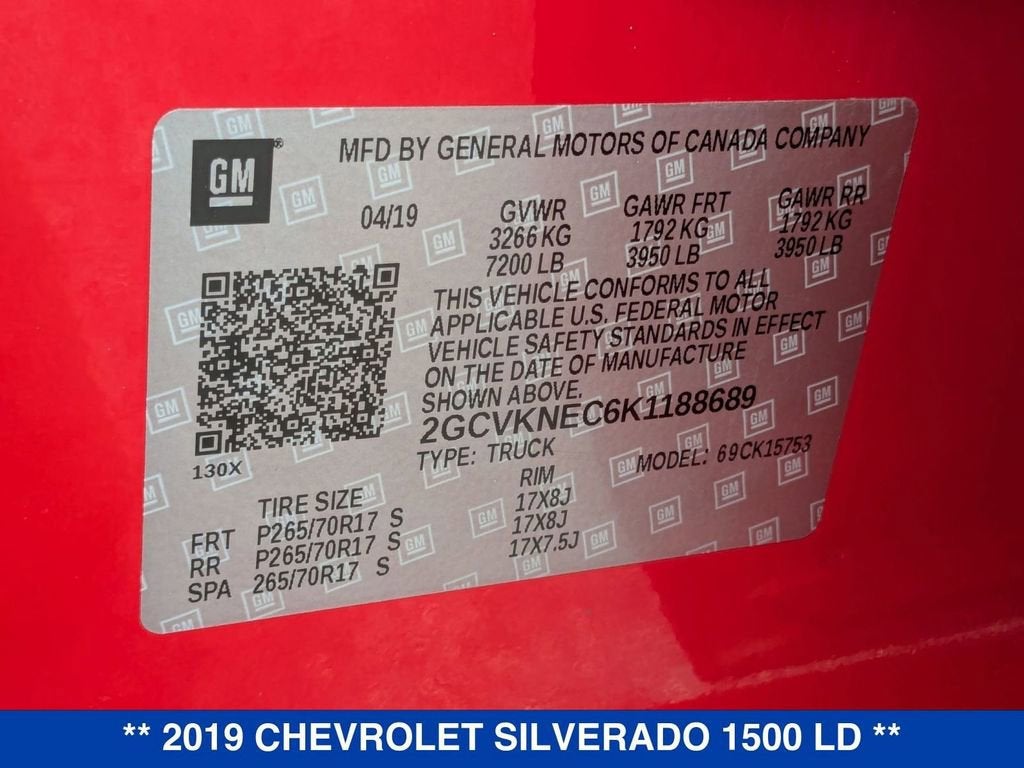 GM
MFD BY GENERAL MOTORS OF CANADA COMPANY
04/19 GVWR GAWR FRT GAWR RR
3266 KG 1792 KG 1792 KG
7200 LB 3950 LB 3950 LB
THIS VEHICLE CONFORMS TO ALL
APPLICABLE U.S. FEDERAL MOTOR
VEHICLE SAFETY STANDARDS IN EFFECT
ON THE DATE OF MANUFACTURE
SHOWN ABOVE.
2GCVKNEC6K1188689
TYPE: TRUCK MODEL: 69CK15753
130X
TIRE SIZE RIM
FRT P265/70R17 S 17X8J
RR P265/70R17 S 17X8J
SPA 265/70R17 S 17X7.5J
** 2019 CHEVROLET SILVERADO 1500 LD **